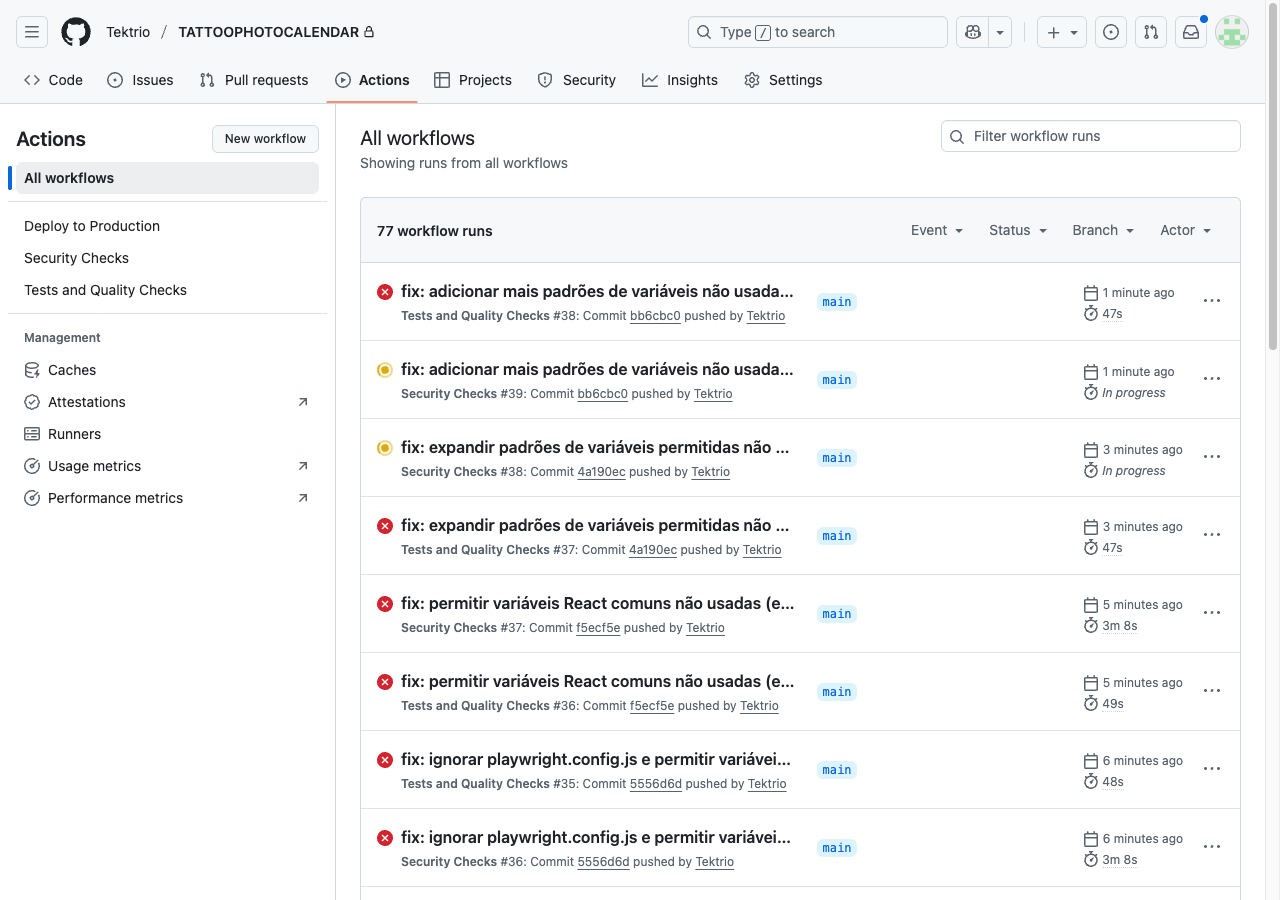 Tektrio / TATTOOPHOTOCALENDAR
Type / to search
Code
Issues
Pull requests
Actions
Projects
Security
Insights
Settings
Actions
New workflow
All workflows
Deploy to Production
Security Checks
Tests and Quality Checks
Management
Caches
Attestations
Runners
Usage metrics
Performance metrics
All workflows
Showing runs from all workflows
Filter workflow runs
77 workflow runs
Event
Status
Branch
Actor
fix: adicionar mais padrões de variáveis não usada...
Tests and Quality Checks #38: Commit bb6cbc0 pushed by Tektrio
main
1 minute ago
47s
fix: adicionar mais padrões de variáveis não usada...
Security Checks #39: Commit bb6cbc0 pushed by Tektrio
main
1 minute ago
In progress
fix: expandir padrões de variáveis permitidas não ...
Security Checks #38: Commit 4a190ec pushed by Tektrio
main
3 minutes ago
In progress
fix: expandir padrões de variáveis permitidas não ...
Tests and Quality Checks #37: Commit 4a190ec pushed by Tektrio
main
3 minutes ago
47s
fix: permitir variáveis React comuns não usadas (e...
Security Checks #37: Commit f5ecf5e pushed by Tektrio
main
5 minutes ago
3m 8s
fix: permitir variáveis React comuns não usadas (e...
Tests and Quality Checks #36: Commit f5ecf5e pushed by Tektrio
main
5 minutes ago
49s
fix: ignorar playwright.config.js e permitir variávei...
Tests and Quality Checks #35: Commit 5556d6d pushed by Tektrio
main
6 minutes ago
48s
fix: ignorar playwright.config.js e permitir variávei...
Security Checks #36: Commit 5556d6d pushed by Tektrio
main
6 minutes ago
3m 8s